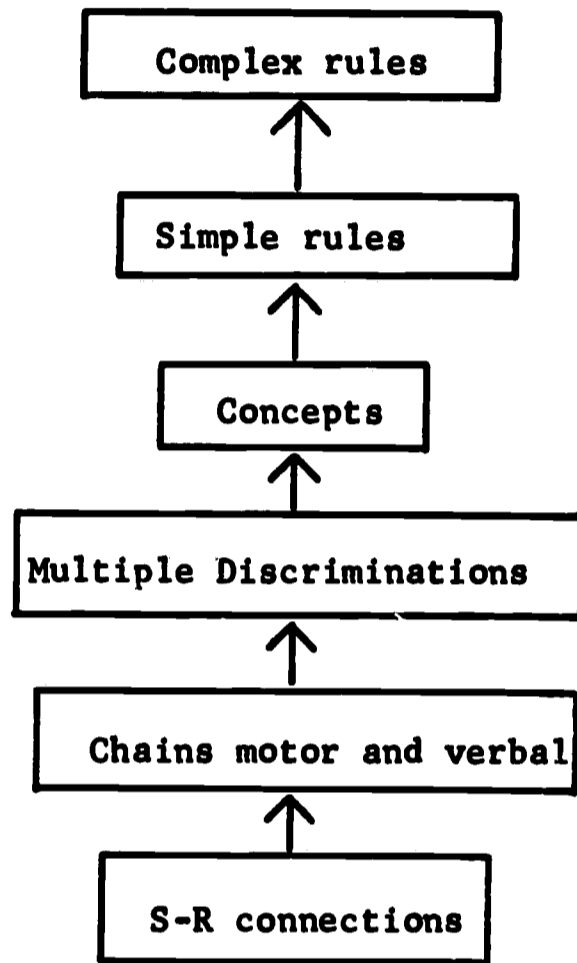 Complex rules
Simple rules
Concepts
Multiple Discriminations
Chains motor and verbal
S-R connections